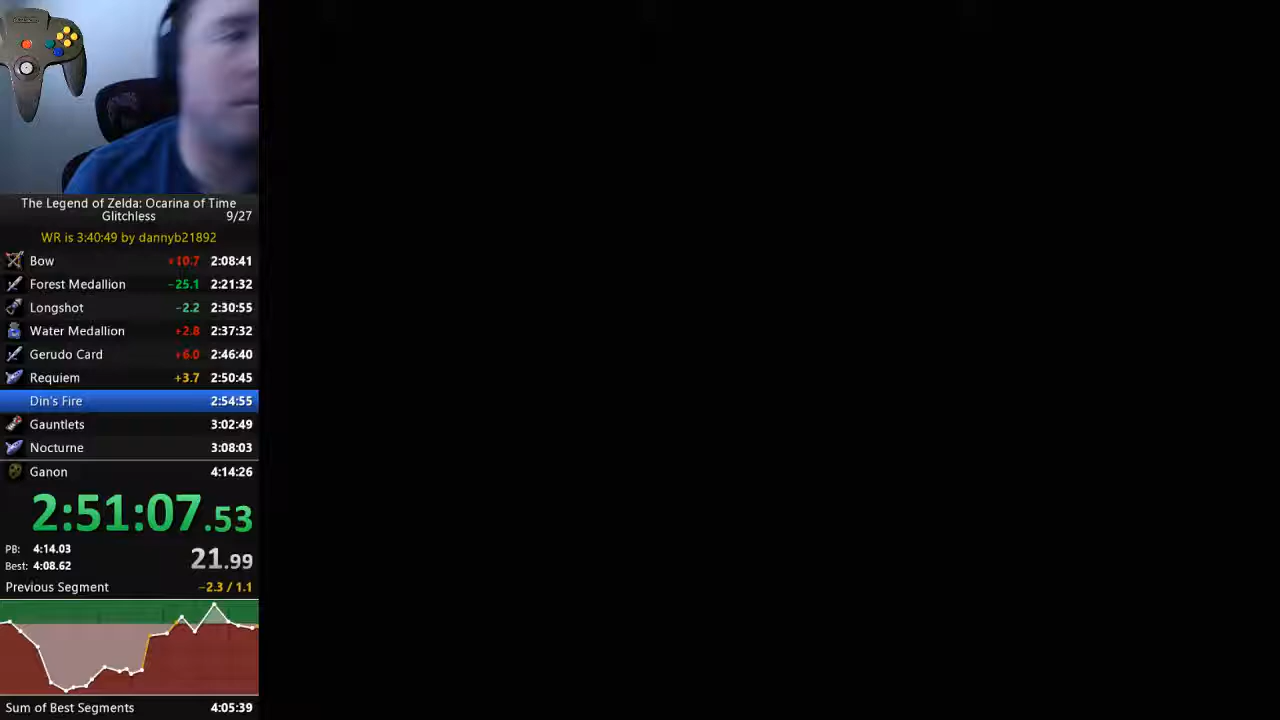 The Legend of Zelda: Ocarina of Time
Glitchless 9/27
WR is 3:40:49 by dannyb21892
Bow +10.7 2:08:41
Forest Medallion −25.1 2:21:32
Longshot −2.2 2:30:55
Water Medallion +2.8 2:37:32
Gerudo Card +6.0 2:46:40
Requiem +3.7 2:50:45
Din's Fire 2:54:55
Gauntlets 3:02:49
Nocturne 3:08:03
Ganon 4:14:26
2:51:07.53
PB: 4:14.03
Best: 4:08.62
21.99
Previous Segment −2.3 / 1.1
Sum of Best Segments 4:05:39